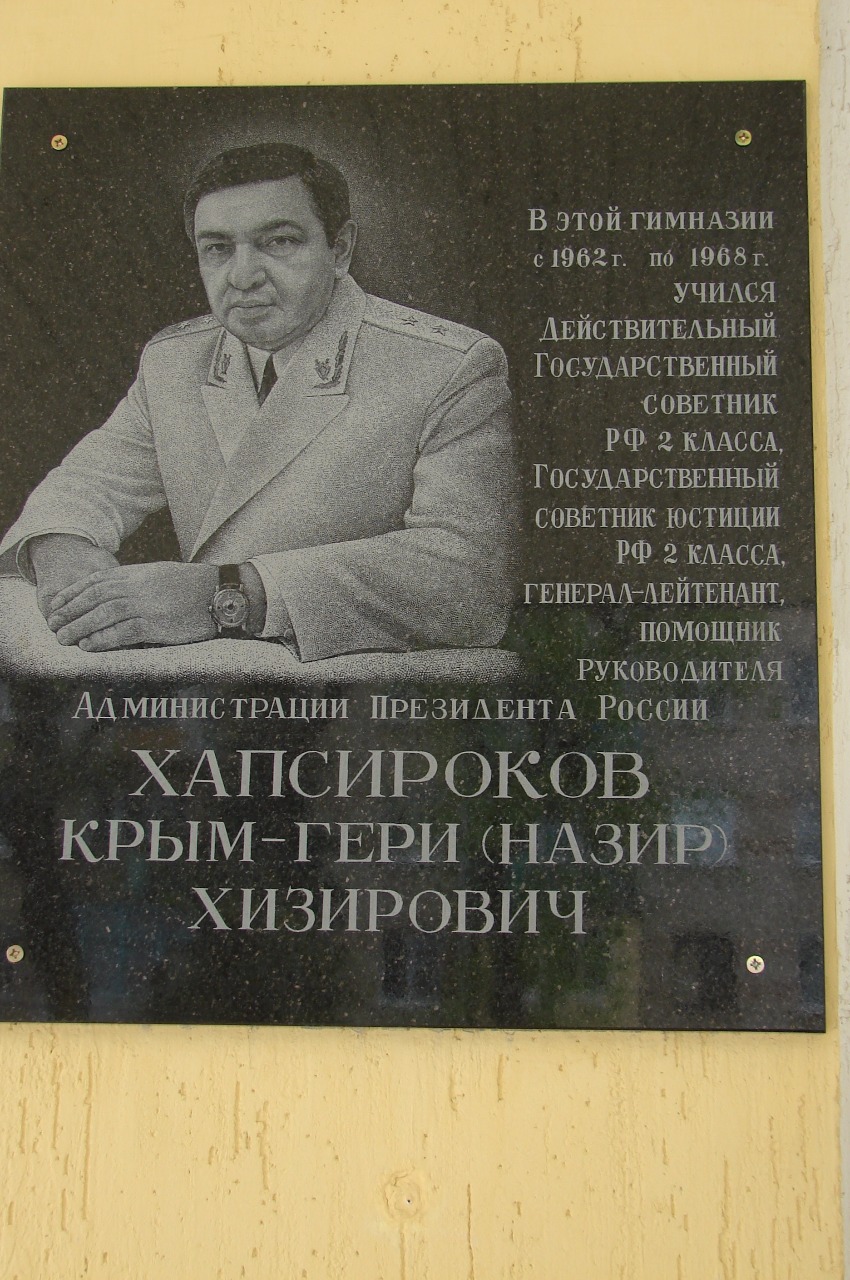 В этой гимназии
с 1962 г. по 1968 г.
учился
Действительный
Государственный
советник
РФ 2 класса,
Государственный
советник юстиции
РФ 2 класса,
генерал-лейтенант,
помощник
руководителя
Администрации Президента России
ХАПСИРОКОВ
КРЫМ-ГЕРИ (НАЗИР)
ХИЗИРОВИЧ